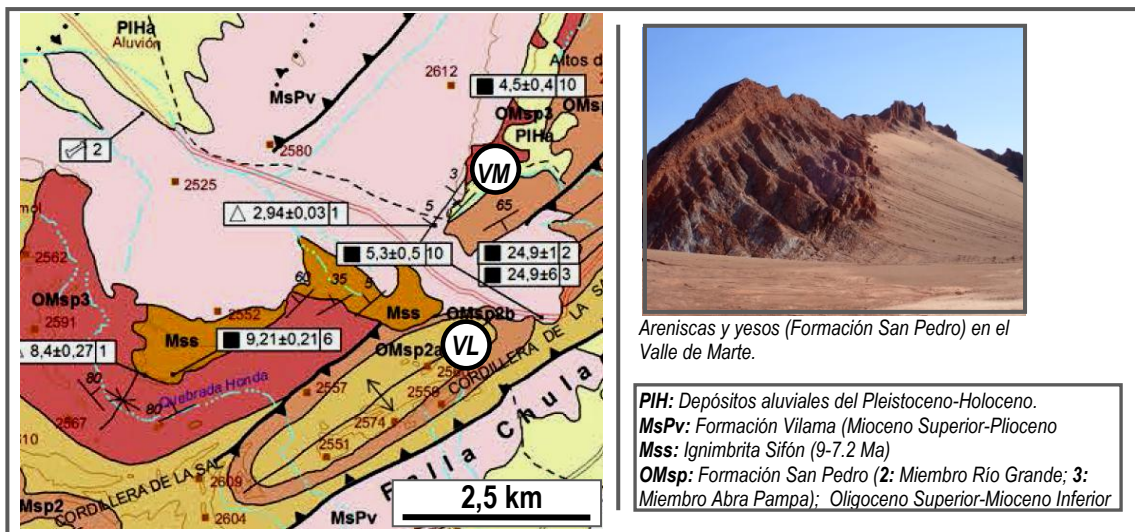 PlHa
Aluvión
MsPv
2612
Altos d
4,5±0,4 10
OMsp3
OMsp
PlHa
2
2580
2525
3
VM
65
2,94±0,03 1
5
5,3±0,5 10
24,9±1 2
24,9±6 3
2562
OMsp3
2591
60
35
5
2552
Mss
Mss
OMsp2b
9,21±0,21 6
OMsp2a
VL
8,4±0,27 1
80
80
Quebrada Honda
2567
2557
2574
2551
CORDILLERA DE LA SAL
CORDILLERA DE LA SA
Falla Chula
Msp2
2609
2604
MsPv
2,5 km
Areniscas y yesos (Formación San Pedro) en el
Valle de Marte.
PlH: Depósitos aluviales del Pleistoceno-Holoceno.
MsPv: Formación Vilama (Mioceno Superior-Plioceno
Mss: Ignimbrita Sifón (9-7.2 Ma)
OMsp: Formación San Pedro (2: Miembro Río Grande; 3:
Miembro Abra Pampa); Oligoceno Superior-Mioceno Inferior